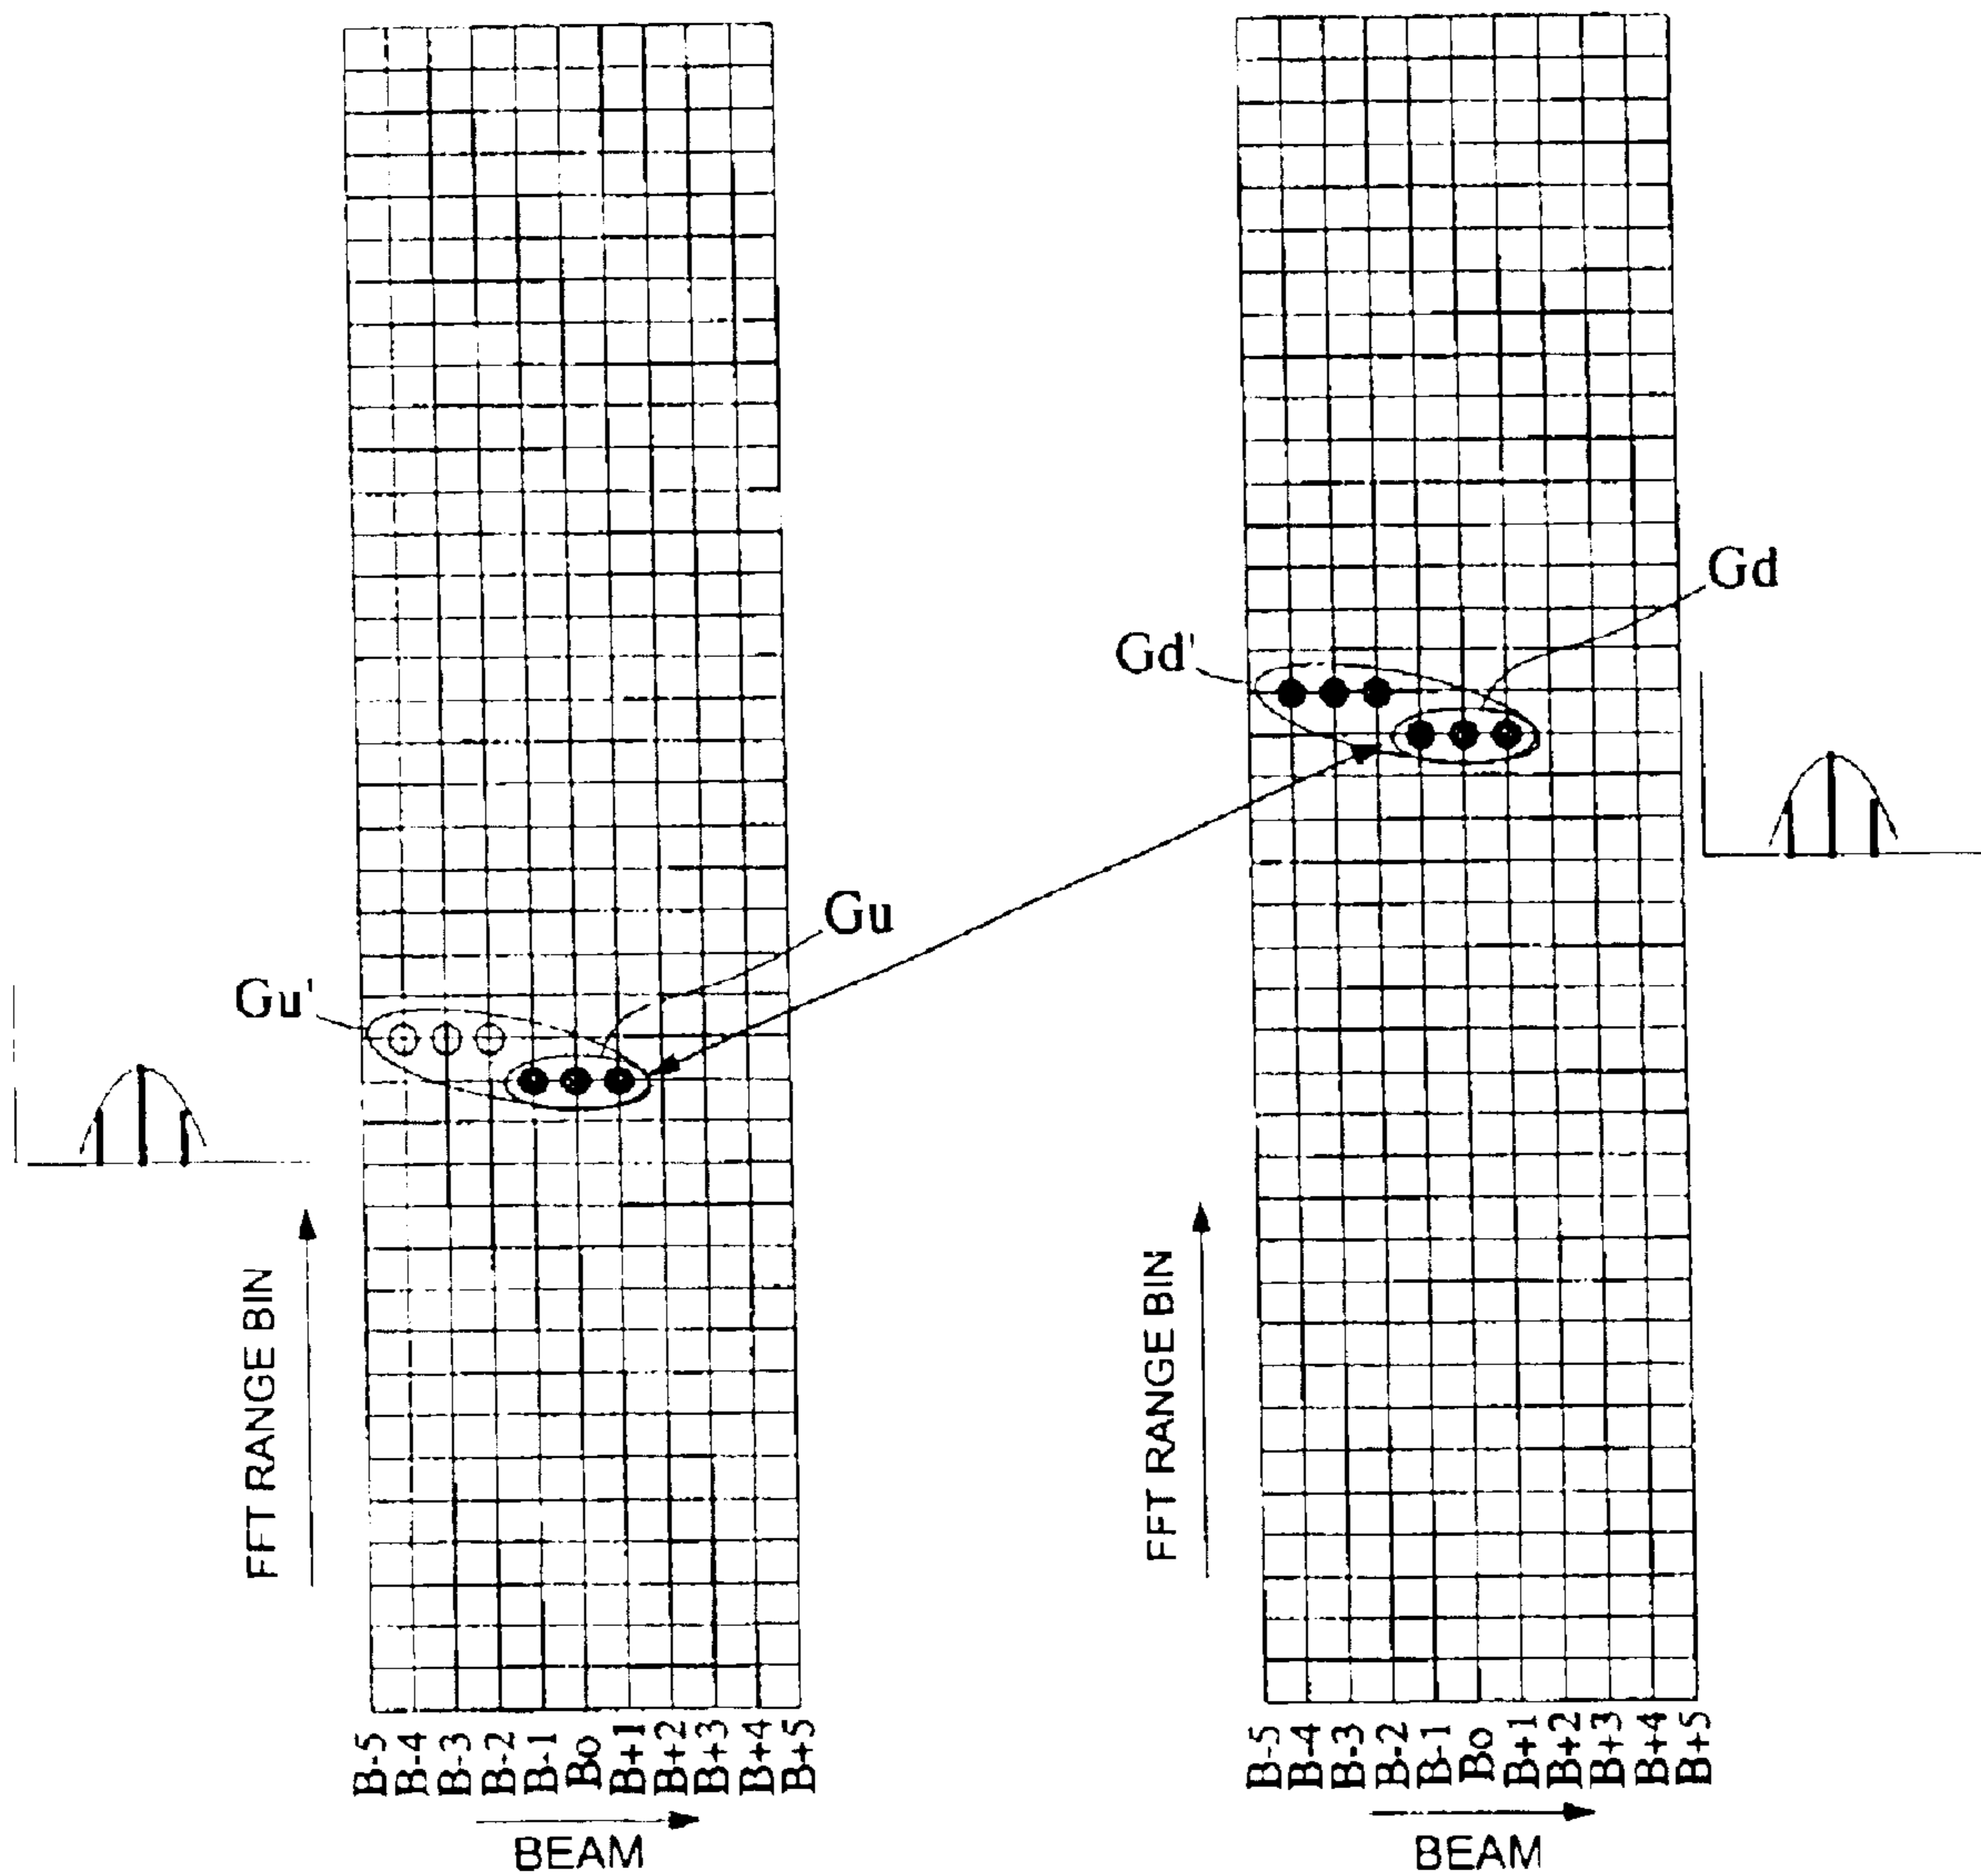 Gd
Gd'
Gu
Gu'
FFT RANGE BIN
FFT RANGE BIN
B-5
B-4
B-3
B-2
B-1
Bo
B+1
B+2
B+3
B+4
B+5
BEAM
B-5
B-4
B-3
B-2
B-1
Bo
B+1
B+2
B+3
B+4
B+5
BEAM